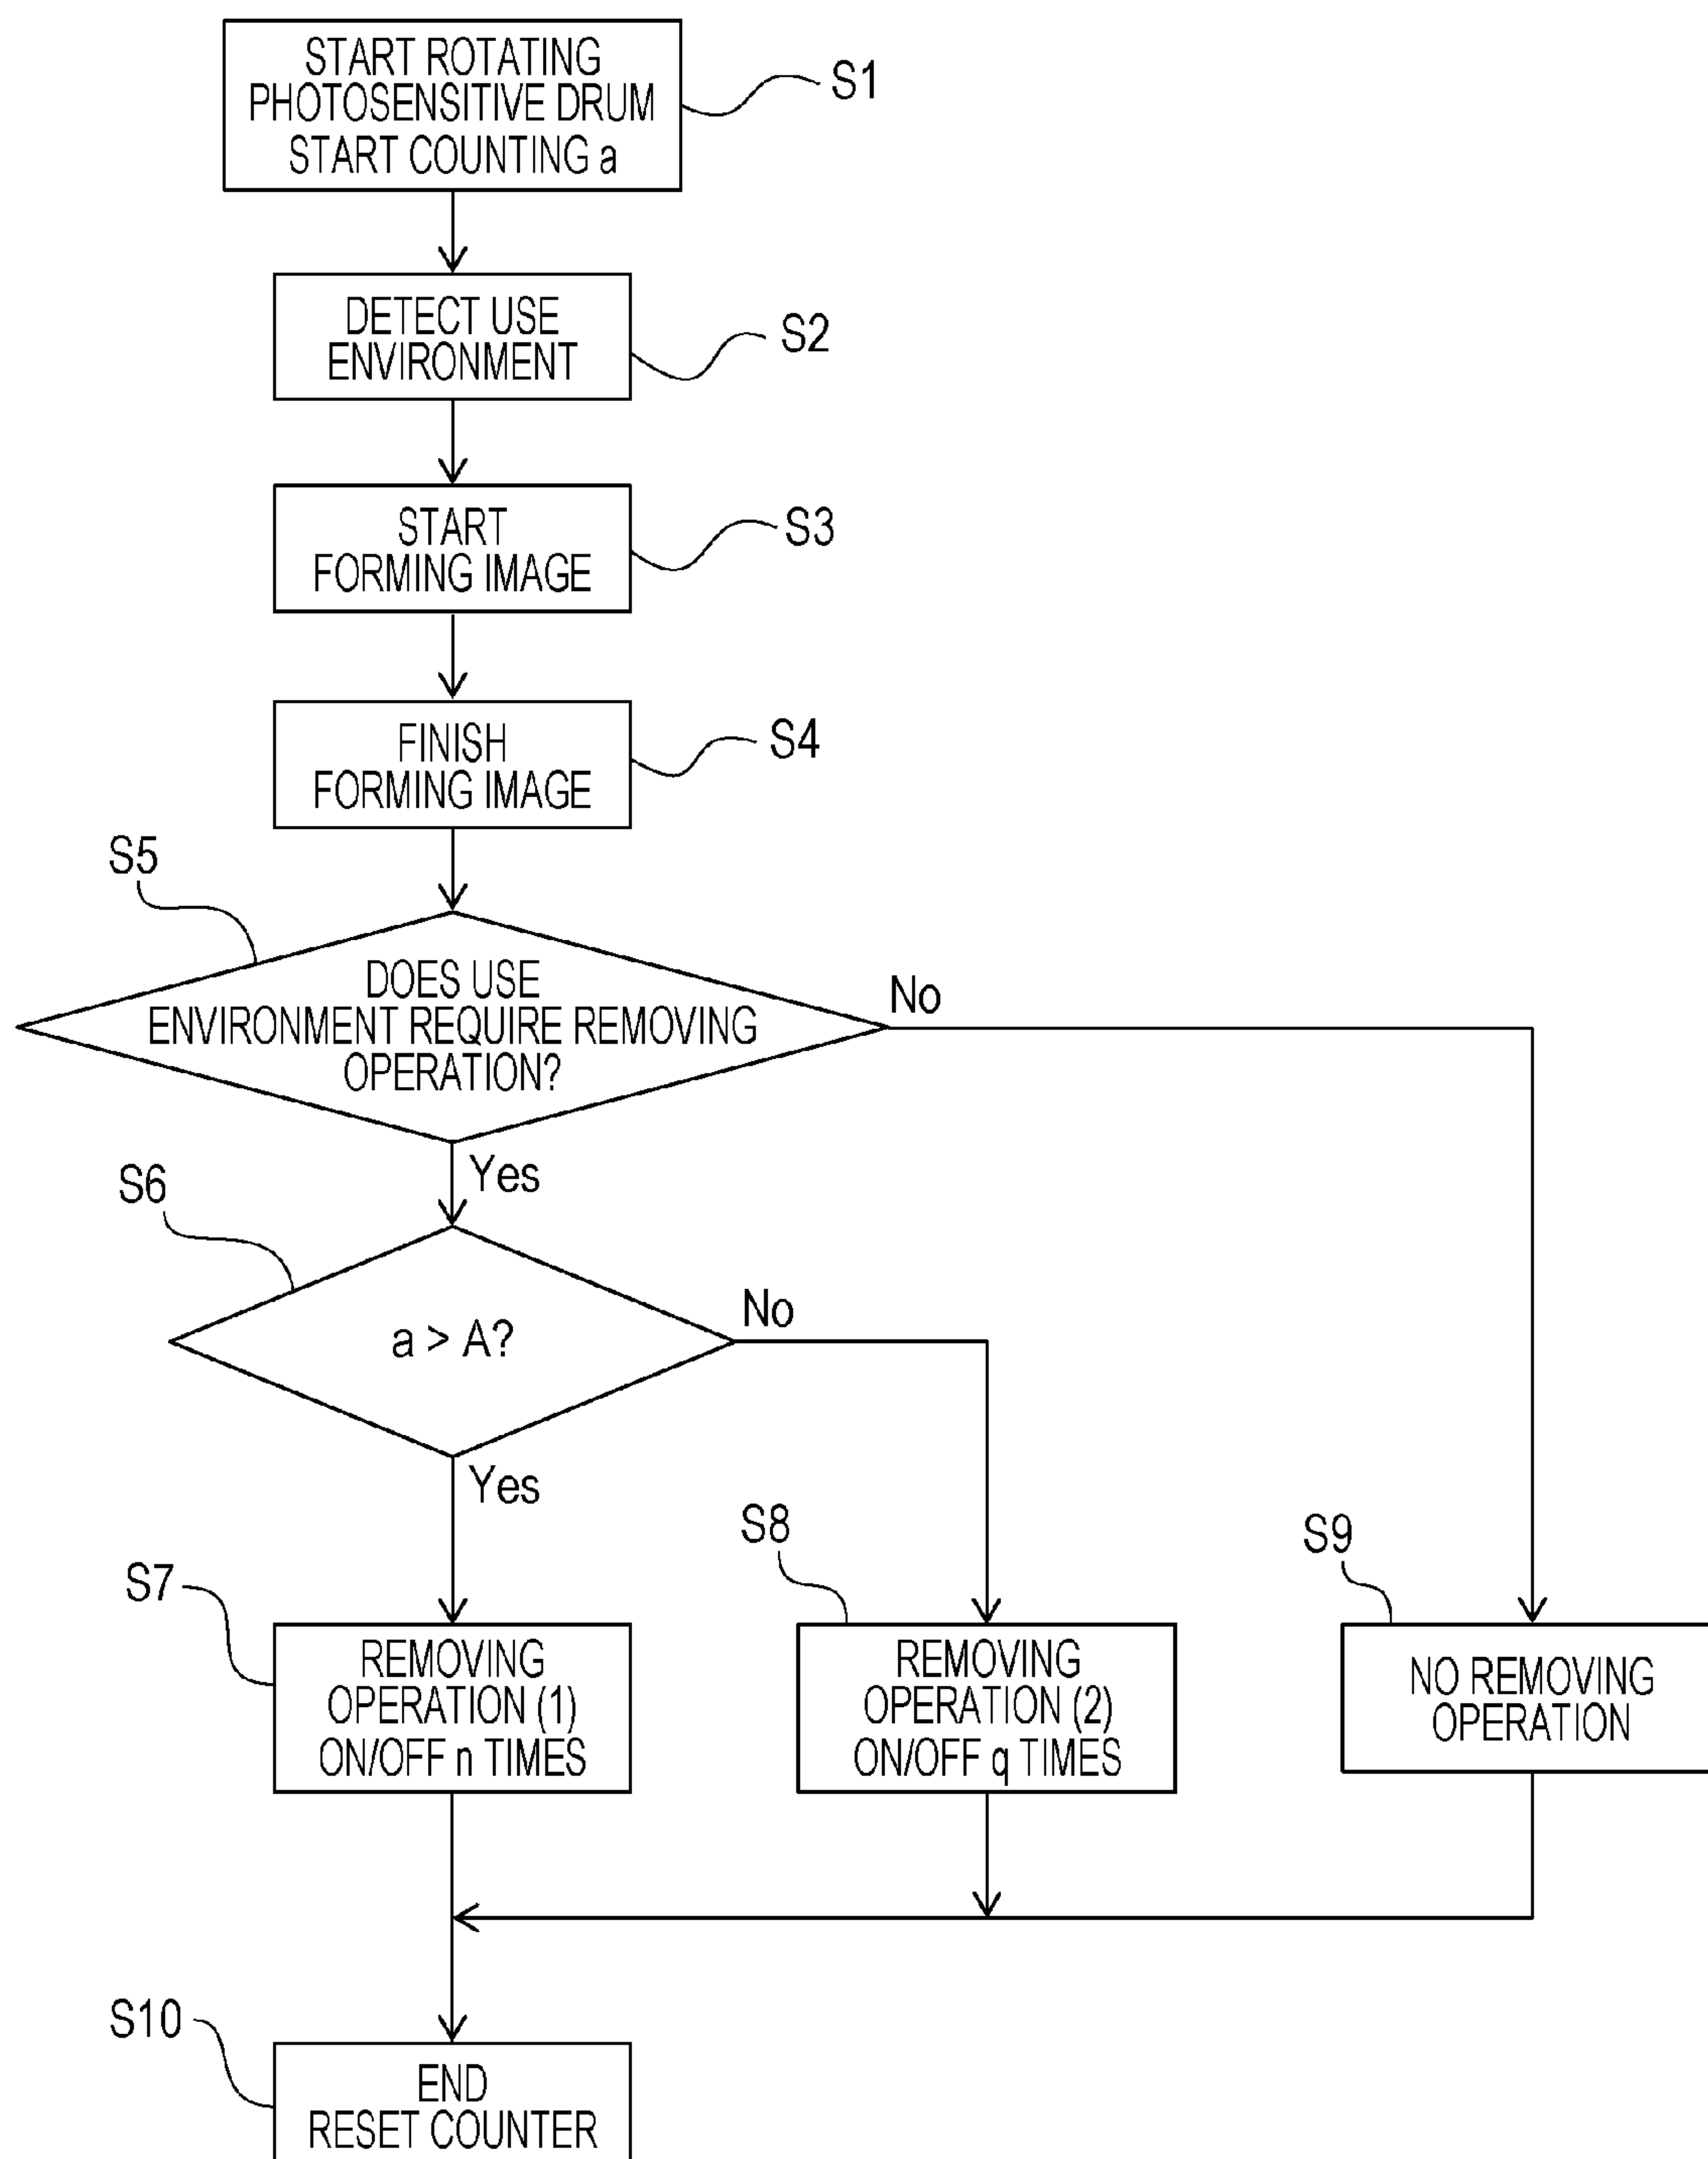 START ROTATING
PHOTOSENSITIVE DRUM
START COUNTING a
S1
DETECT USE
ENVIRONMENT
S2
START
FORMING IMAGE
S3
FINISH
FORMING IMAGE
S4
S5
DOES USE
ENVIRONMENT REQUIRE REMOVING
OPERATION?
No
Yes
S6
a > A?
No
Yes
S7
REMOVING
OPERATION (1)
ON/OFF n TIMES
S8
REMOVING
OPERATION (2)
ON/OFF q TIMES
S9
NO REMOVING
OPERATION
S10
END
RESET COUNTER